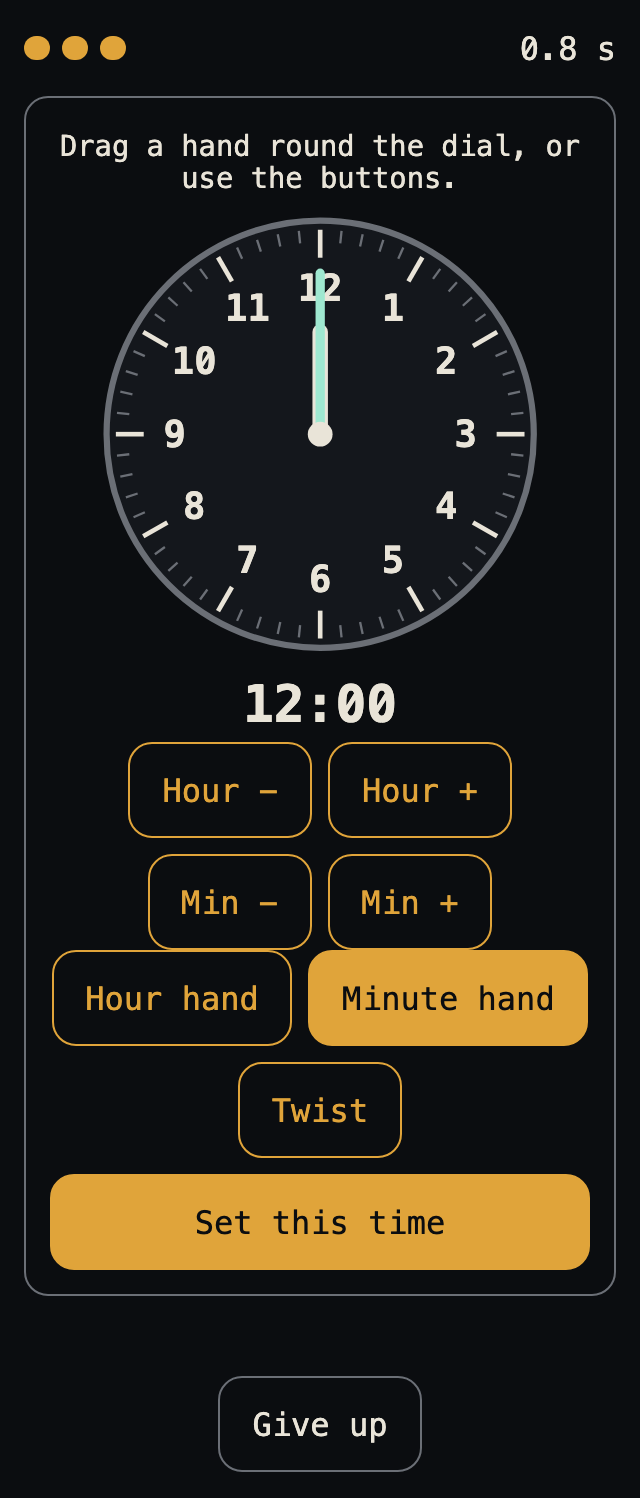 0.8 s
Drag a hand round the dial, or
use the buttons.
12
11
1
10
2
9
3
8
4
7
5
6
12:00
Hour −
Hour +
Min −
Min +
Hour hand
Minute hand
Twist
Set this time
Give up